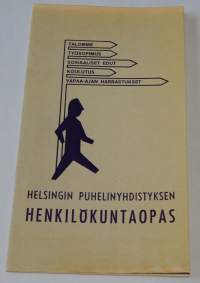 TALOMME
TYÖSOPIMUS
SOSIAALISET EDUT
KOULUTUS
VAPAA-AJAN HARRASTUKSET
HELSINGIN PUHELINYHDISTYKSEN
HENKILÖKUNTAOPAS